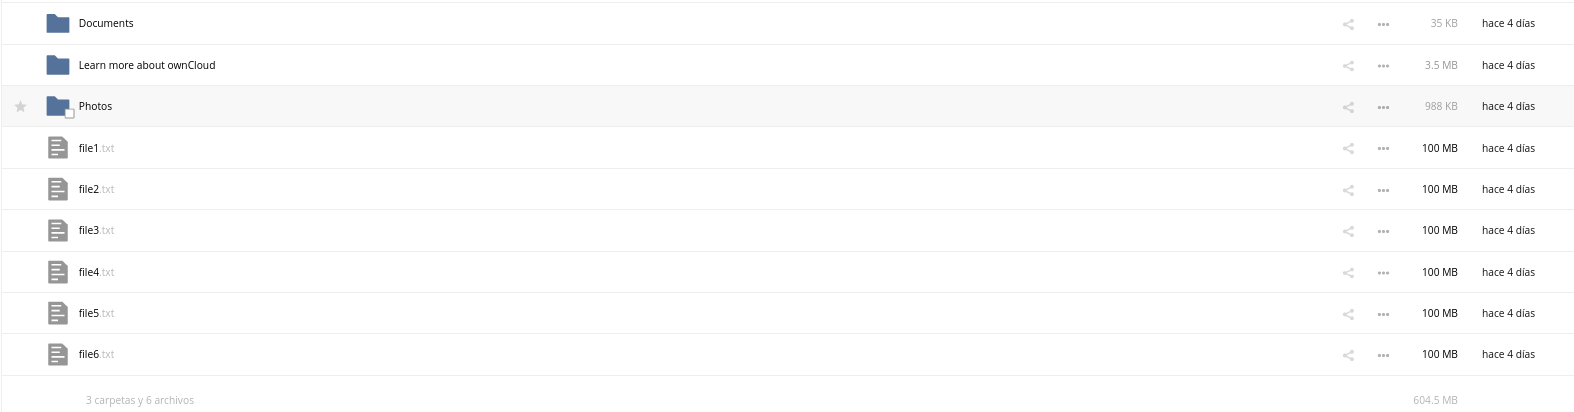 Documents 35 KB hace 4 días
Learn more about ownCloud 3.5 MB hace 4 días
Photos 988 KB hace 4 días
file1.txt 100 MB hace 4 días
file2.txt 100 MB hace 4 días
file3.txt 100 MB hace 4 días
file4.txt 100 MB hace 4 días
file5.txt 100 MB hace 4 días
file6.txt 100 MB hace 4 días
3 carpetas y 6 archivos 604.5 MB